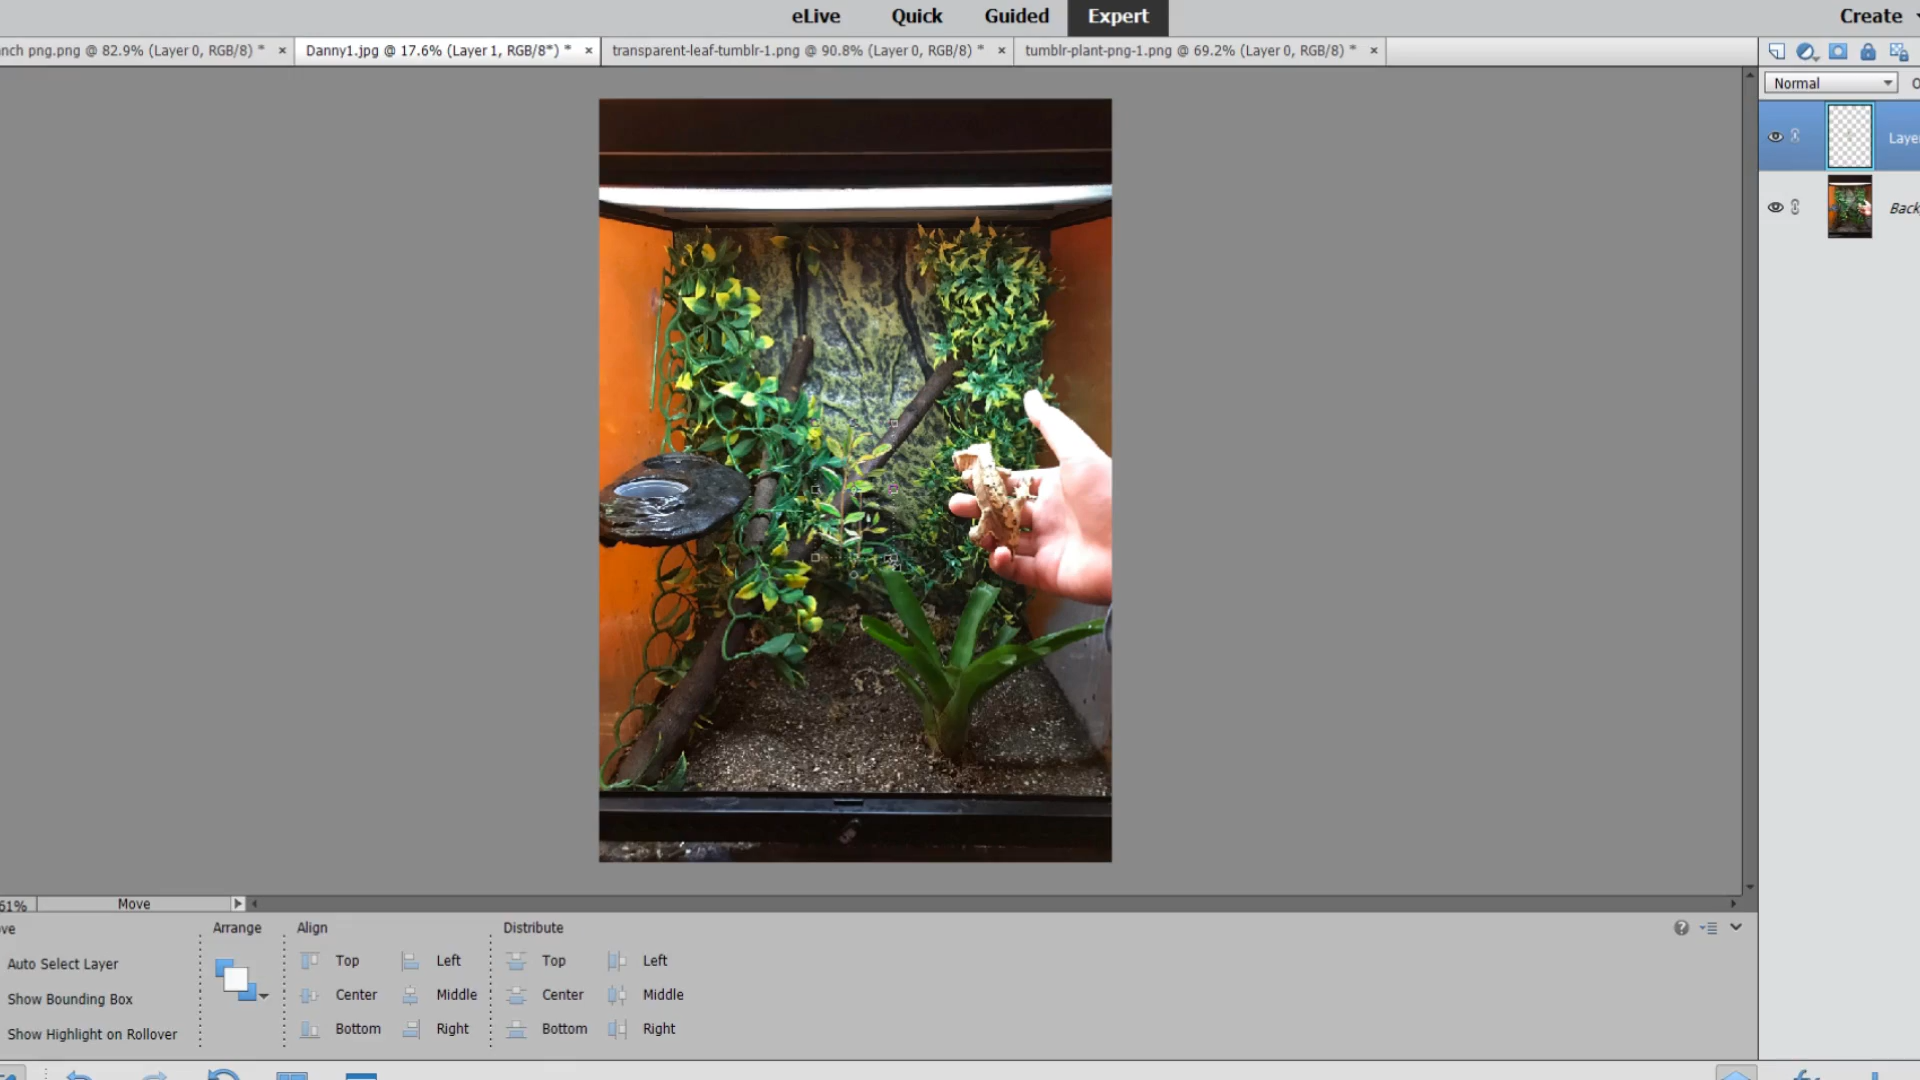 eLive Quick Guided Expert Create
nch png.png @ 82.9% (Layer 0, RGB/8) * × Danny1.jpg @ 17.6% (Layer 1, RGB/8*) * × transparent-leaf-tumblr-1.png @ 90.8% (Layer 0, RGB/8) * × tumblr-plant-png-1.png @ 69.2% (Layer 0, RGB/8) * ×
Normal O
Laye
Back
61% Move
ove Arrange Align Distribute
Auto Select Layer Top Left Top Left
Show Bounding Box Center Middle Center Middle
Show Highlight on Rollover Bottom Right Bottom Right
fx